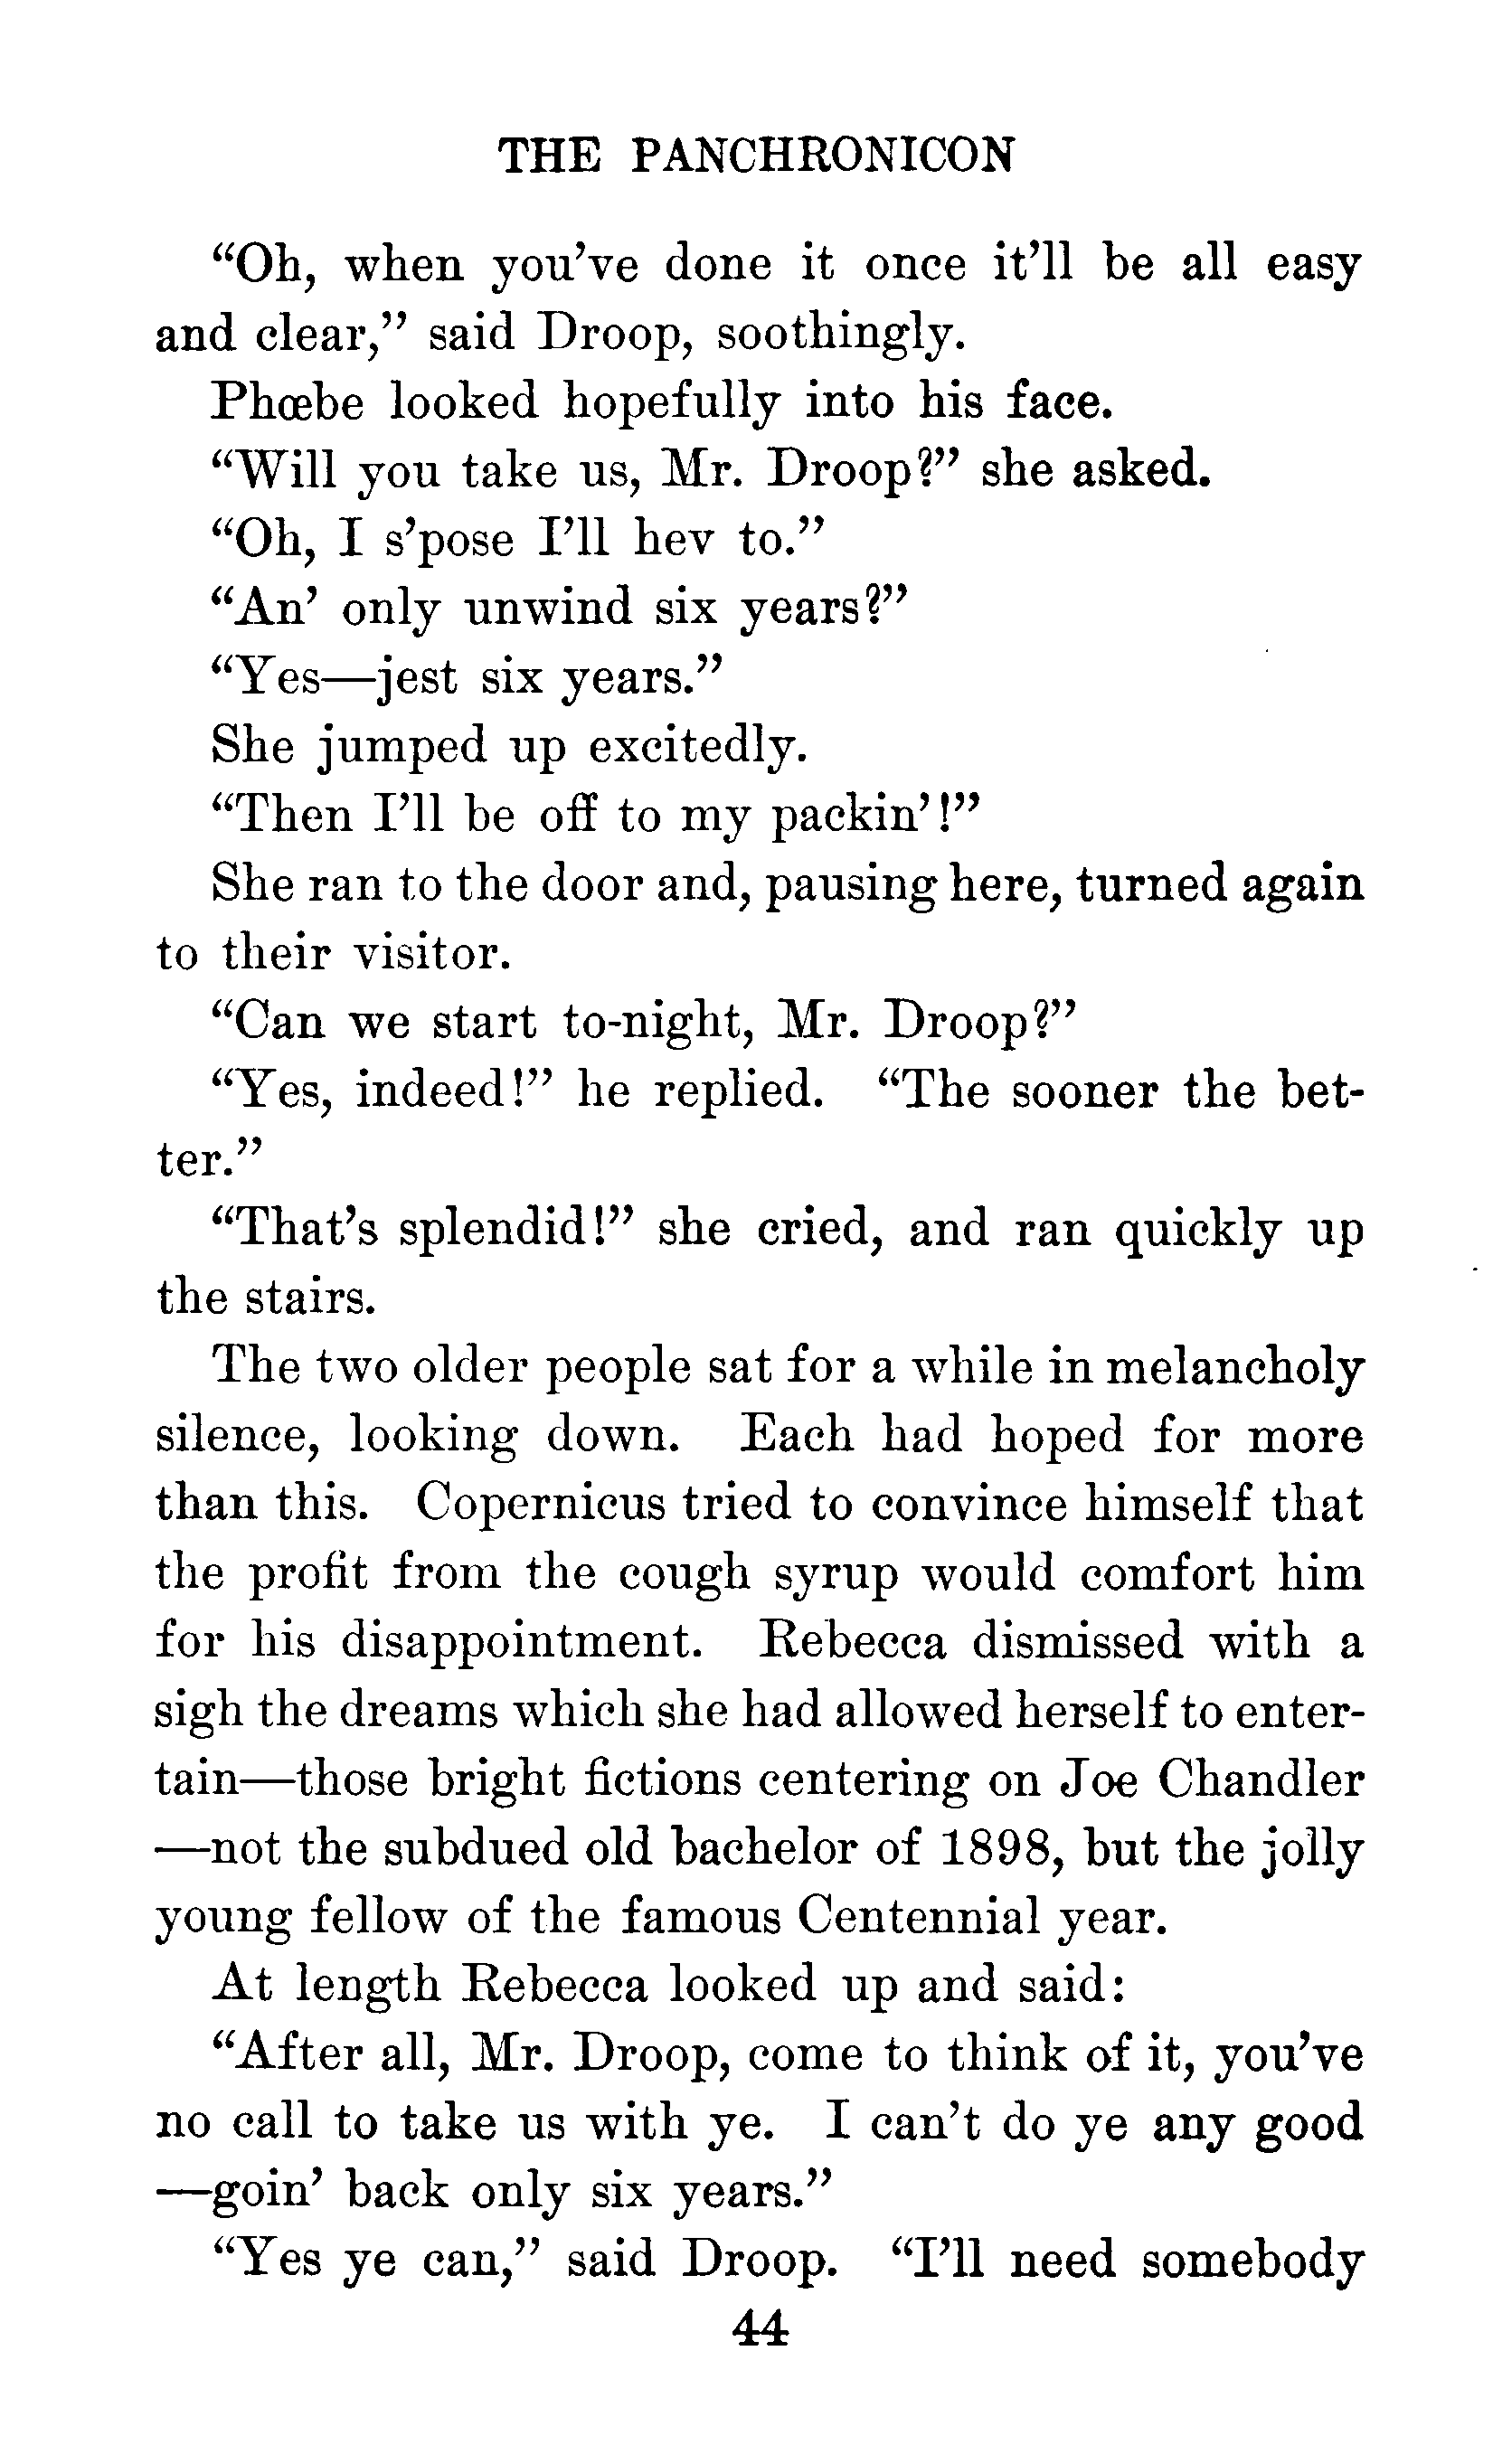 THE PANCHRONICON
“Oh, when you’ve done it once it’ll be all easy
and clear,” said Droop, soothingly.
Phœbe looked hopefully into his face.
“Will you take us, Mr. Droop?” she asked.
“Oh, I s’pose I’ll hev to.”
“An’ only unwind six years?”
“Yes—jest six years.”
She jumped up excitedly.
“Then I’ll be off to my packin’!”
She ran to the door and, pausing here, turned again
to their visitor.
“Can we start to-night, Mr. Droop?”
“Yes, indeed!” he replied. “The sooner the bet-
ter.”
“That’s splendid!” she cried, and ran quickly up
the stairs.
The two older people sat for a while in melancholy
silence, looking down. Each had hoped for more
than this. Copernicus tried to convince himself that
the profit from the cough syrup would comfort him
for his disappointment. Rebecca dismissed with a
sigh the dreams which she had allowed herself to enter-
tain—those bright fictions centering on Joe Chandler
—not the subdued old bachelor of 1898, but the jolly
young fellow of the famous Centennial year.
At length Rebecca looked up and said:
“After all, Mr. Droop, come to think of it, you’ve
no call to take us with ye. I can’t do ye any good
—goin’ back only six years.”
“Yes ye can,” said Droop. “I’ll need somebody
44